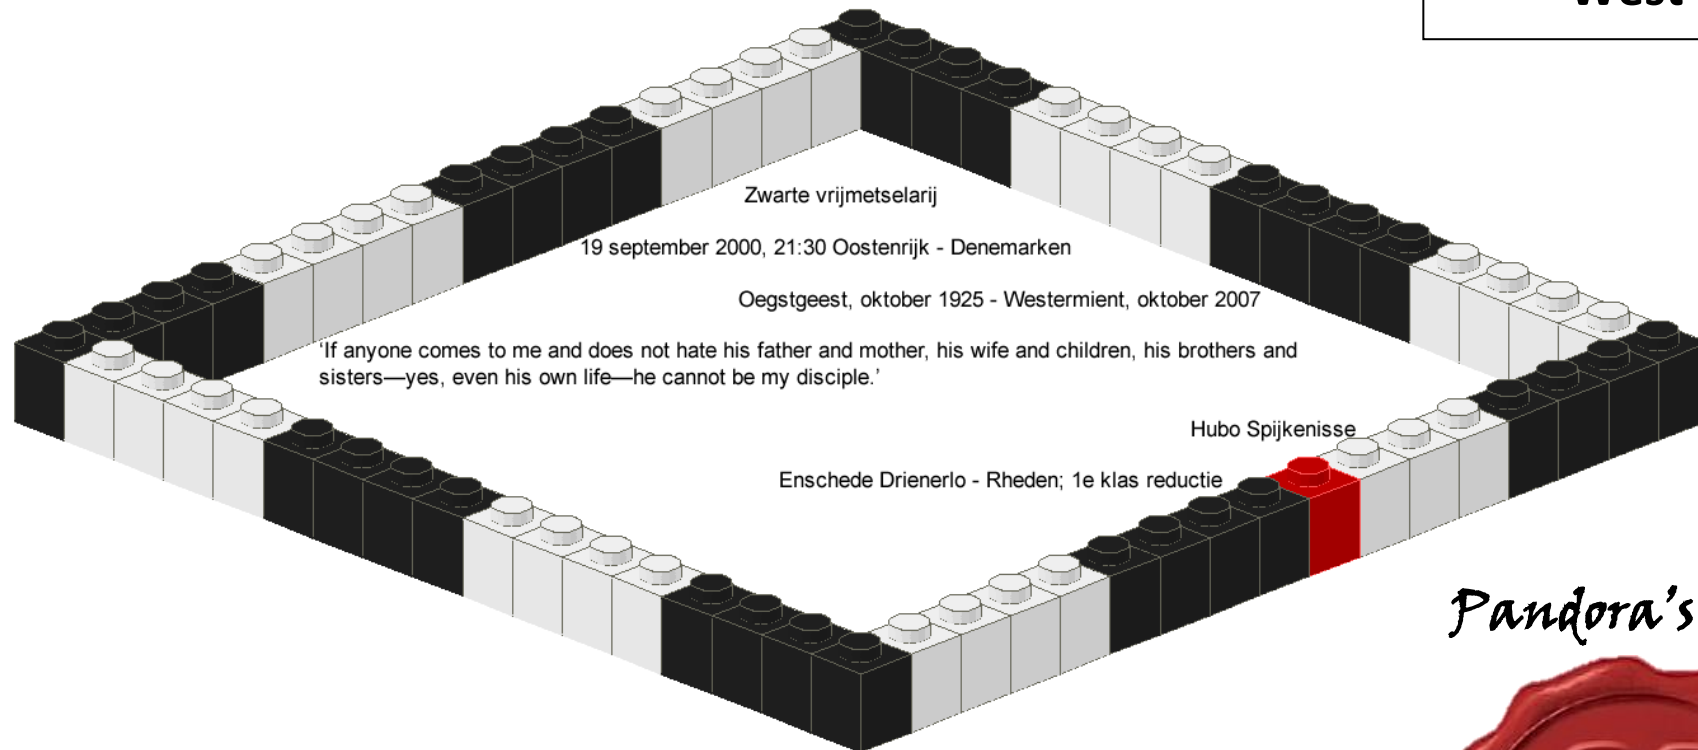 West
Zwarte vrijmetselarij
19 september 2000, 21:30 Oostenrijk - Denemarken
Oegstgeest, oktober 1925 - Westermient, oktober 2007
‘If anyone comes to me and does not hate his father and mother, his wife and children, his brothers and
sisters—yes, even his own life—he cannot be my disciple.’
Hubo Spijkenisse
Enschede Drienerlo - Rheden; 1e klas reductie
Pandora’s